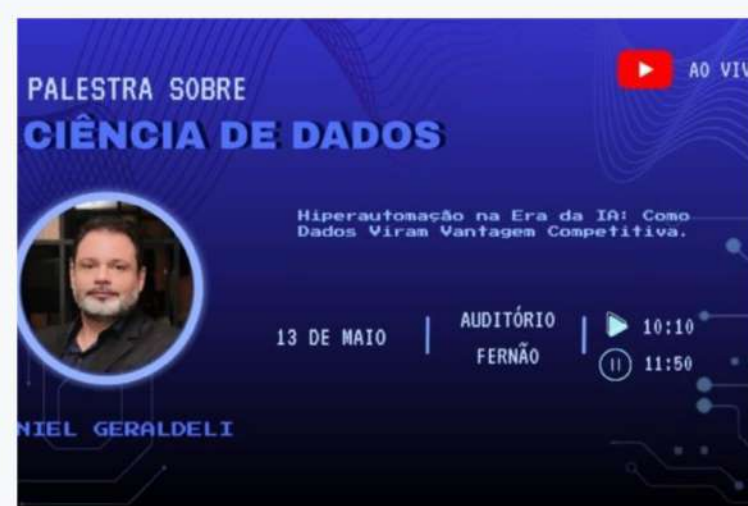 AO VIV
PALESTRA SOBRE
CIÊNCIA DE DADOS
Hiperautomação na Era da IA: Como
Dados Viram Vantagem Competitiva.
13 DE MAIO
AUDITÓRIO
FERNÃO
10:10
11:50
NIEL GERALDELI